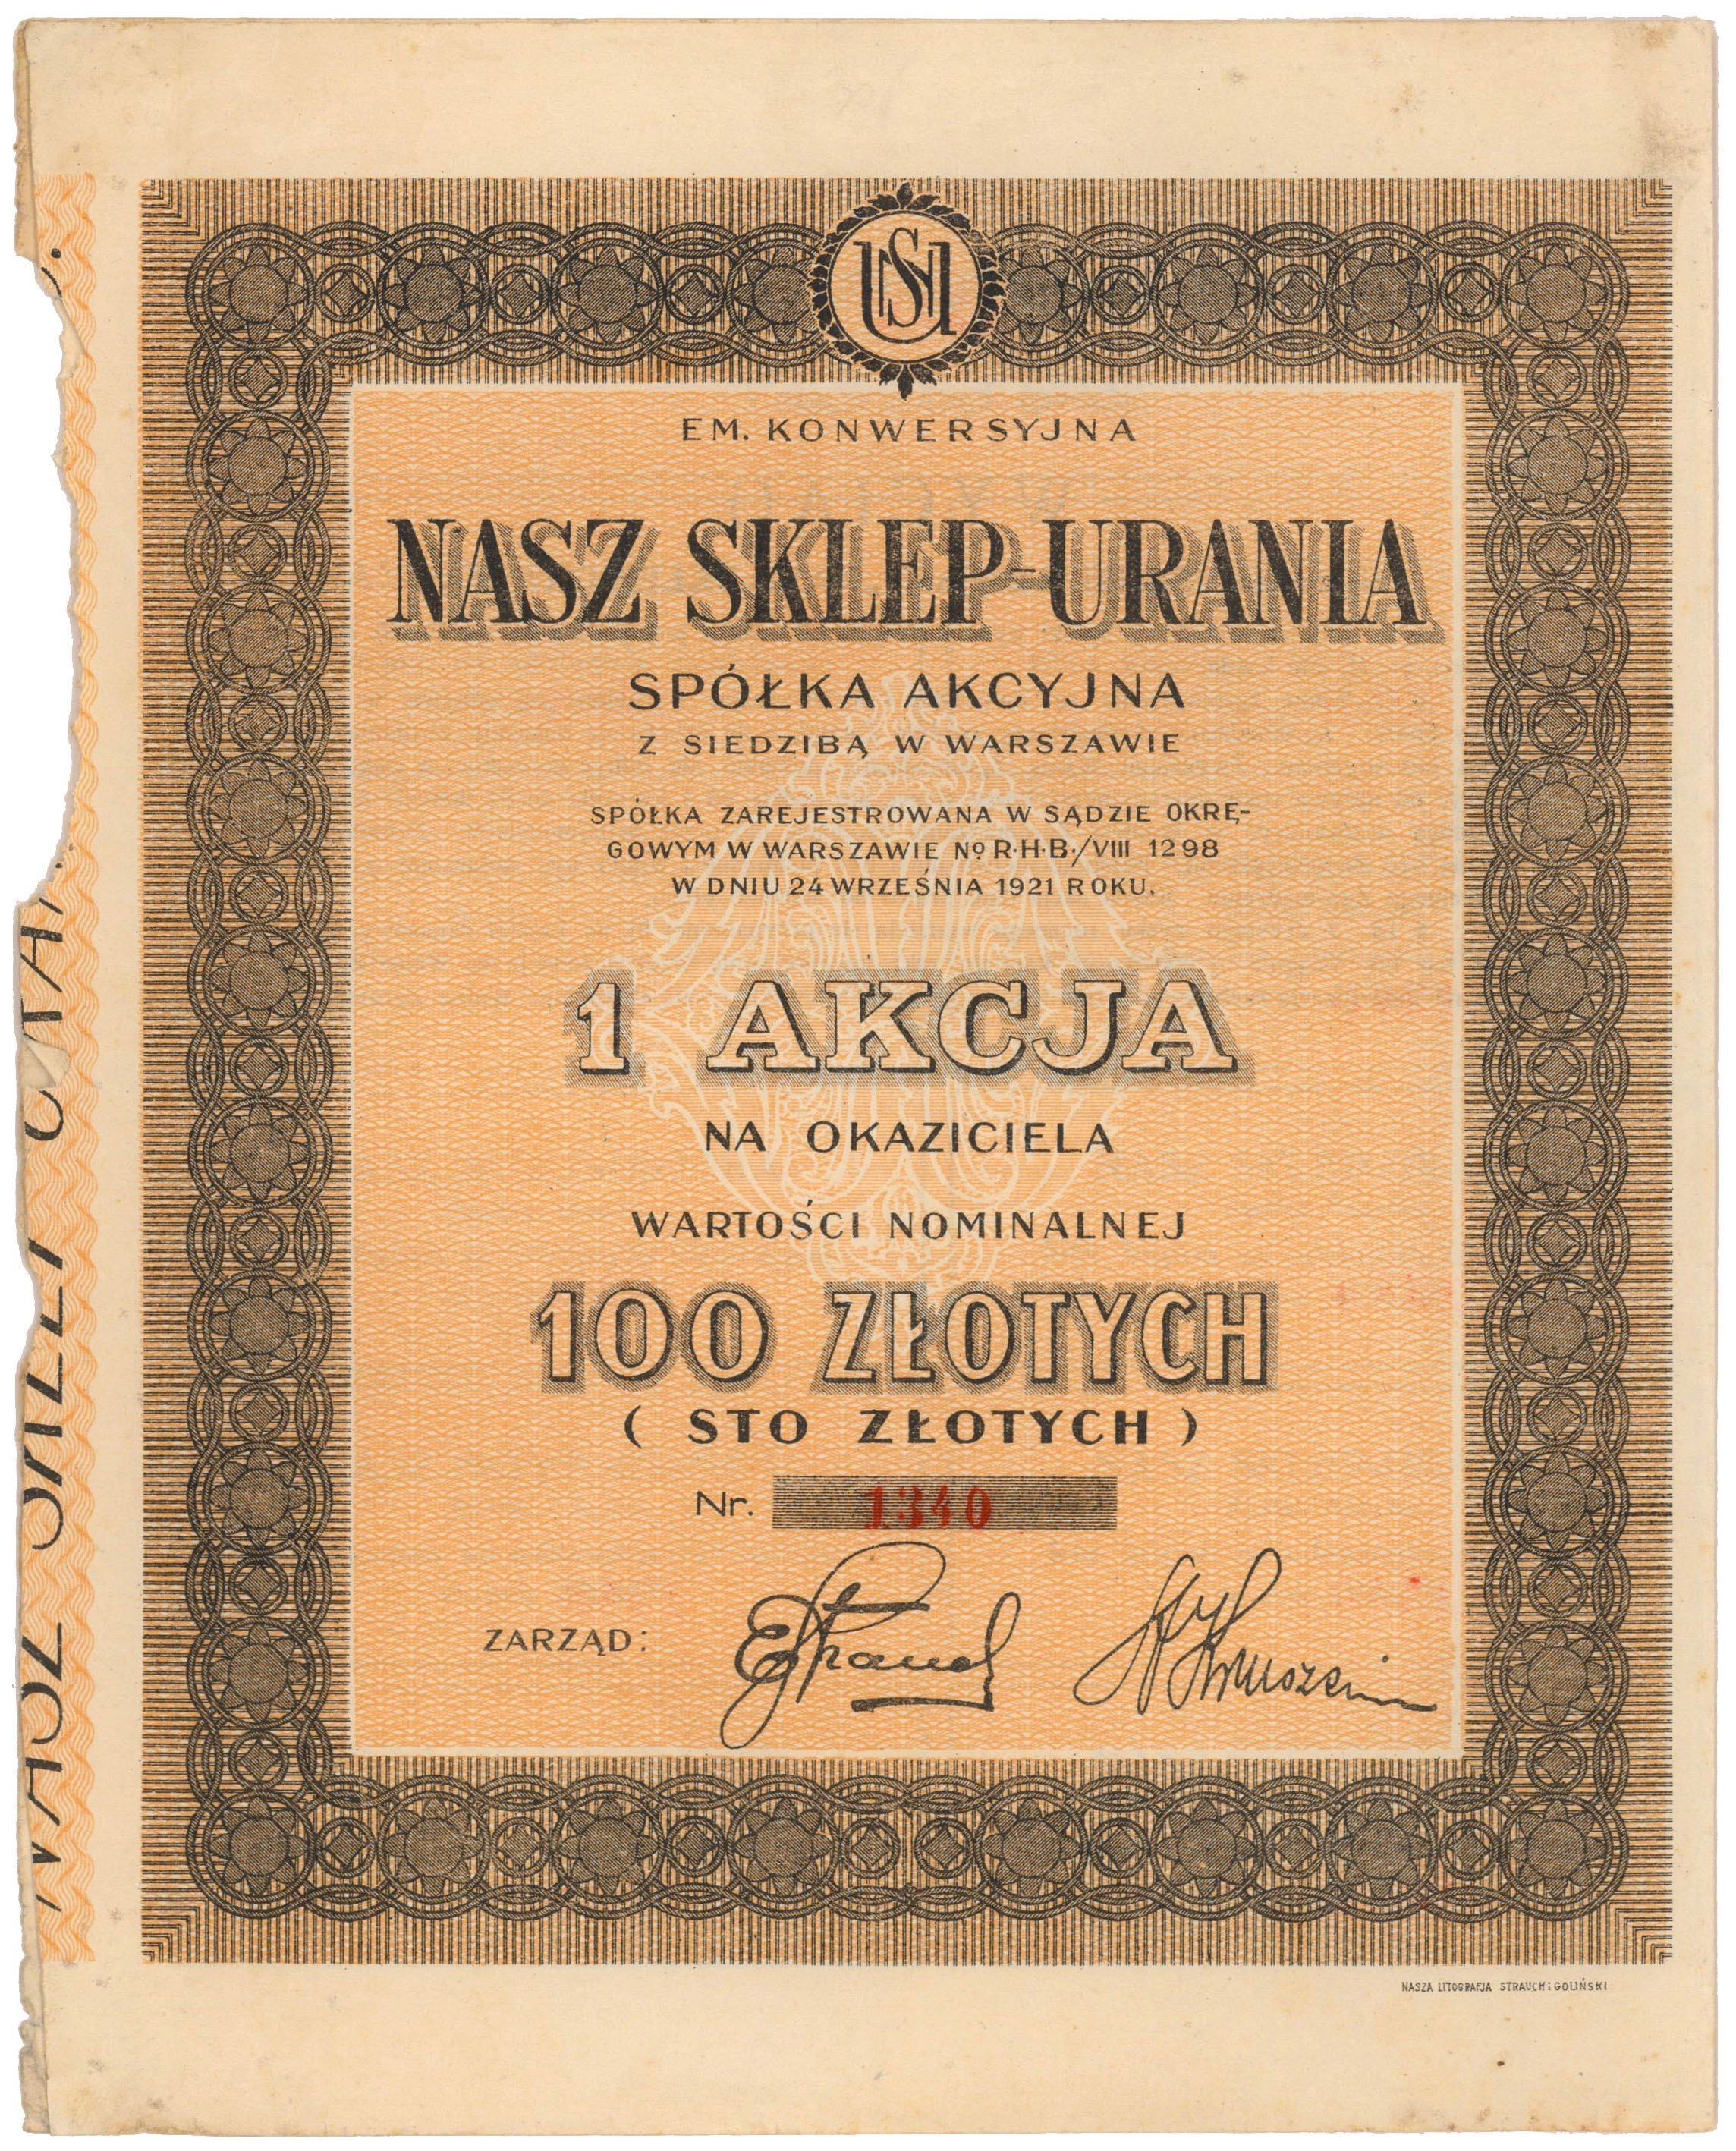 EM. KONWERSYJNA
NASZ SKLEP-URANIA
SPÓŁKA AKCYJNA
Z SIEDZIBĄ W WARSZAWIE
SPÓŁKA ZAREJESTROWANA W SĄDZIE OKRĘ-
GOWYM W WARSZAWIE Nº R·H·B·/VIII 1298
W DNIU 24 WRZEŚNIA 1921 ROKU.
1 AKCJA
NA OKAZICIELA
WARTOŚCI NOMINALNEJ
100 ZŁOTYCH
( STO ZŁOTYCH )
Nr. 1340
ZARZĄD:
NASZA LITOGRAFJA STRAUCH i GOLIŃSKI